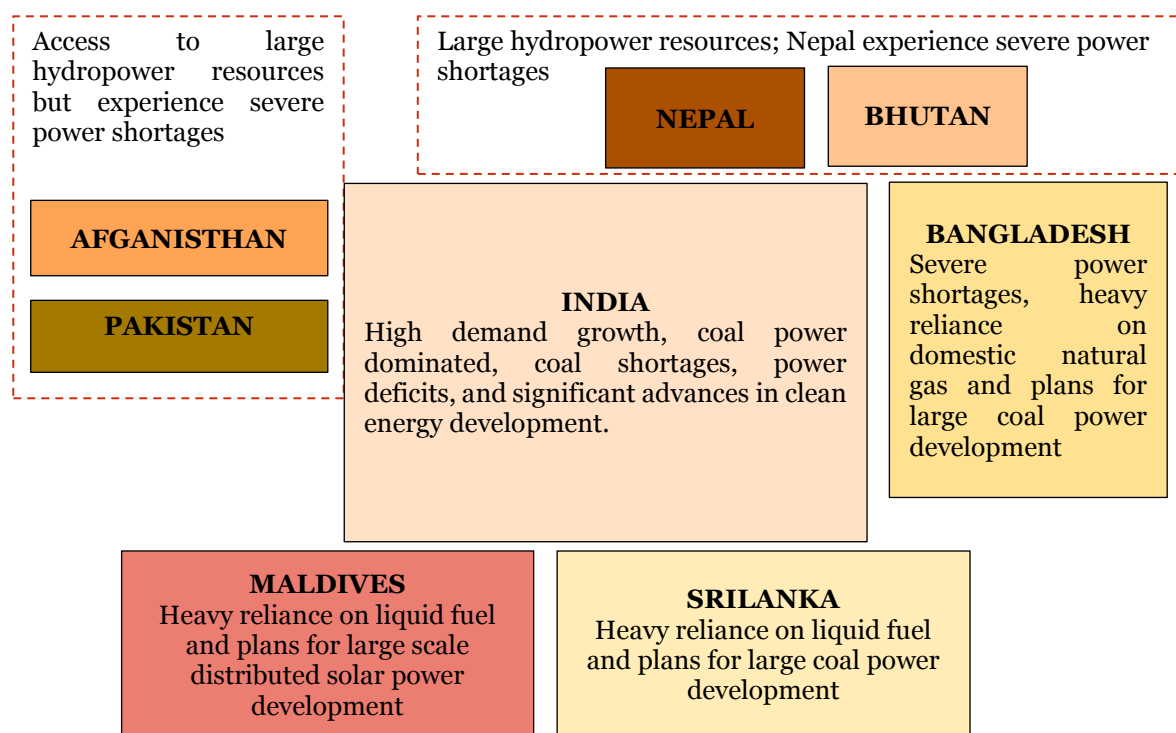 Access to large
hydropower resources
but experience severe
power shortages
AFGANISTHAN
PAKISTAN
Large hydropower resources; Nepal experience severe power
shortages
NEPAL
BHUTAN
INDIA
High demand growth, coal power
dominated, coal shortages, power
deficits, and significant advances in clean
energy development.
BANGLADESH
Severe power
shortages, heavy
reliance on
domestic natural
gas and plans for
large coal power
development
MALDIVES
Heavy reliance on liquid fuel
and plans for large scale
distributed solar power
development
SRILANKA
Heavy reliance on liquid fuel
and plans for large coal power
development